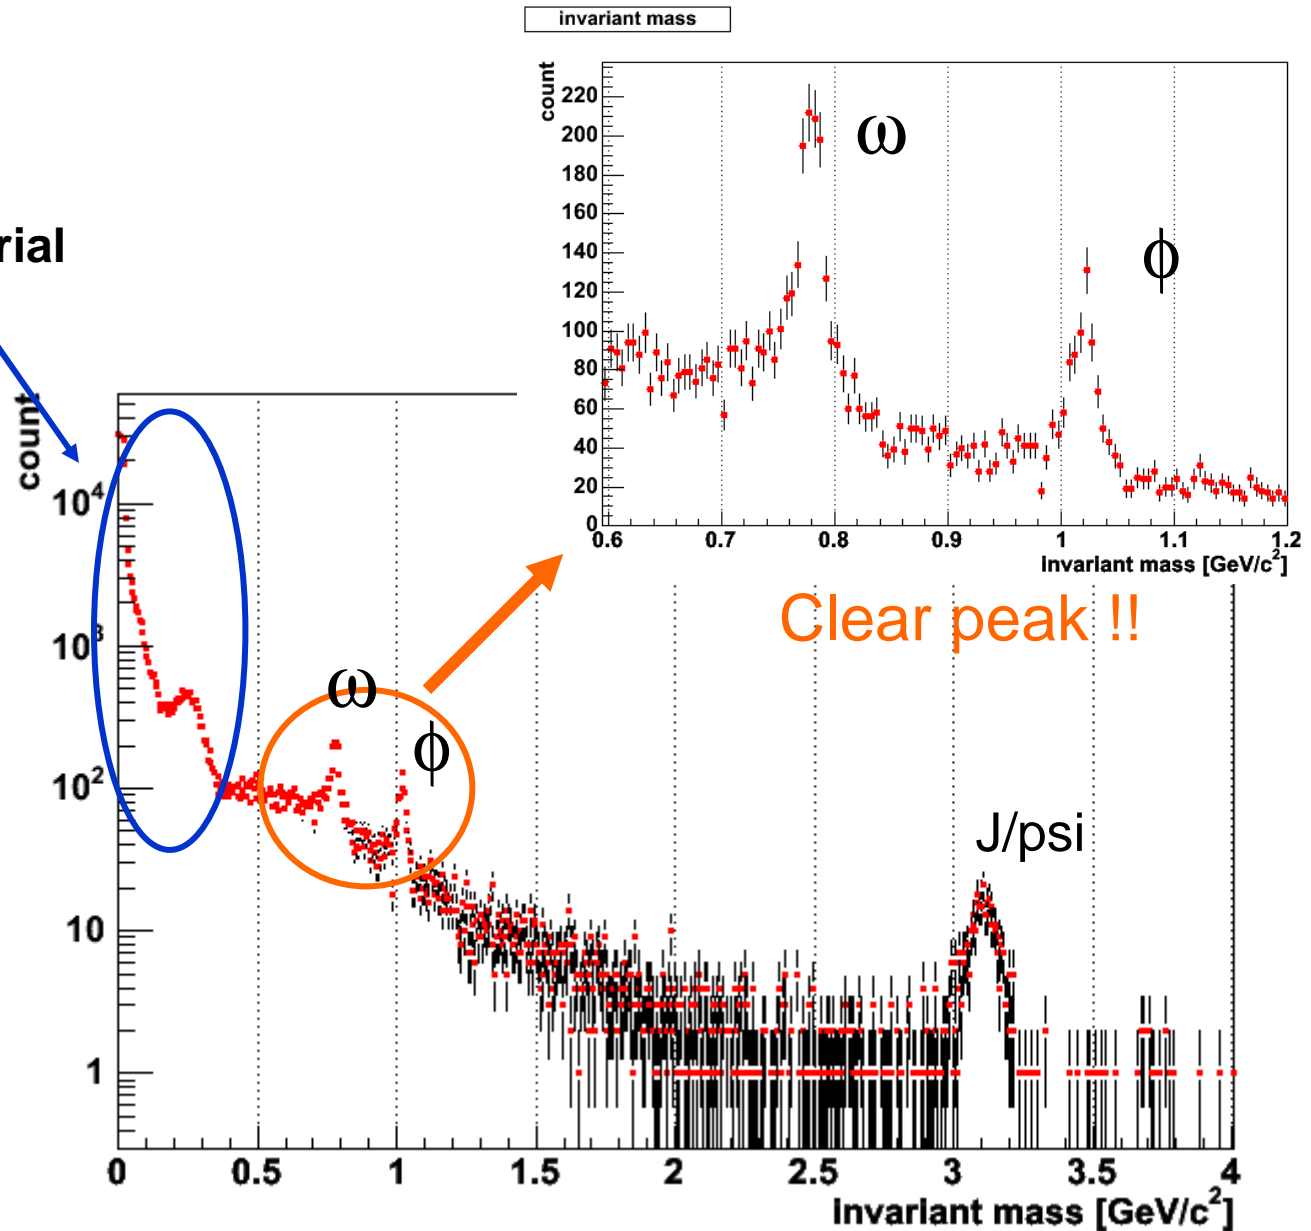 invariant mass
count
220
200
180
160
140
120
100
80
60
40
20
0
ω
ϕ
0.6 0.7 0.8 0.9 1 1.1 1.2
Invariant mass [GeV/c²]
rial
Clear peak !!
count
10⁴
10³
10²
10
1
ω
ϕ
J/psi
0 0.5 1 1.5 2 2.5 3 3.5 4
Invariant mass [GeV/c²]